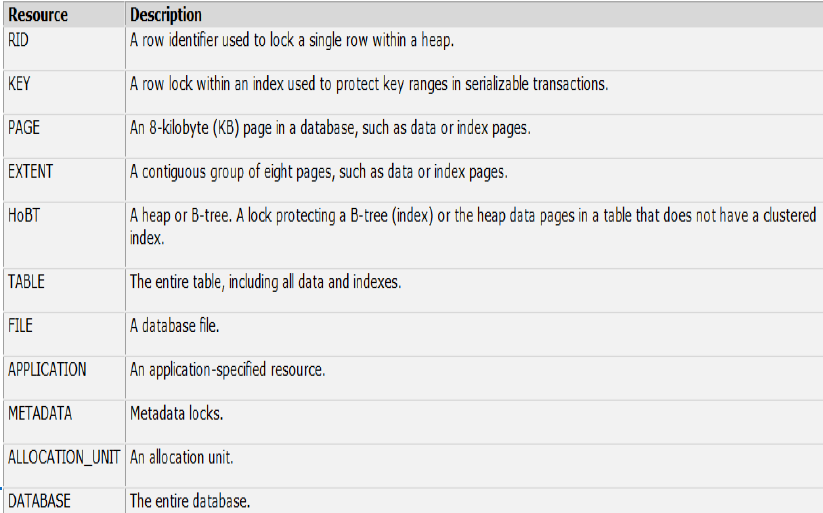 Resource Description
RID A row identifier used to lock a single row within a heap.
KEY A row lock within an index used to protect key ranges in serializable transactions.
PAGE An 8-kilobyte (KB) page in a database, such as data or index pages.
EXTENT A contiguous group of eight pages, such as data or index pages.
HoBT A heap or B-tree. A lock protecting a B-tree (index) or the heap data pages in a table that does not have a clustered
index.
TABLE The entire table, including all data and indexes.
FILE A database file.
APPLICATION An application-specified resource.
METADATA Metadata locks.
ALLOCATION_UNIT An allocation unit.
DATABASE The entire database.